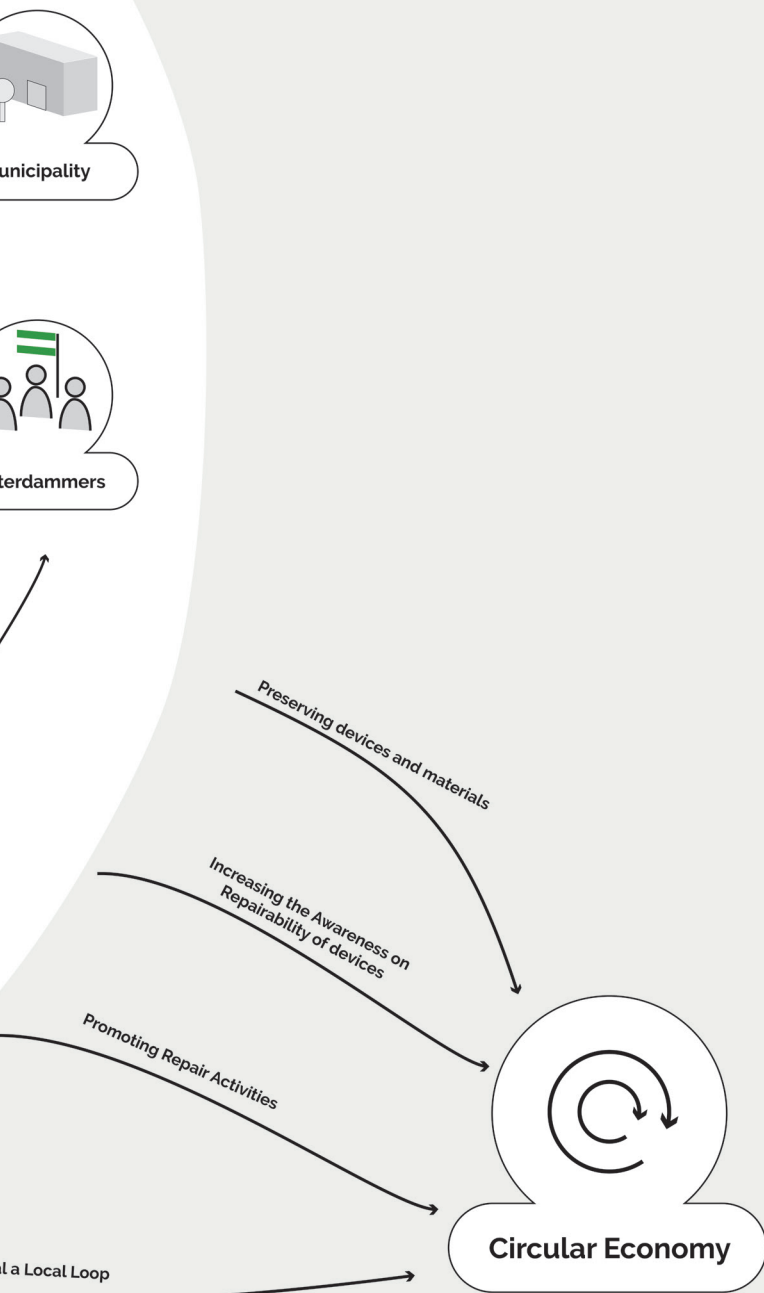 unicipality
terdammers
Preserving devices and materials
Increasing the Awareness on
Repairability of devices
Promoting Repair Activities
Circular Economy
l a Local Loop